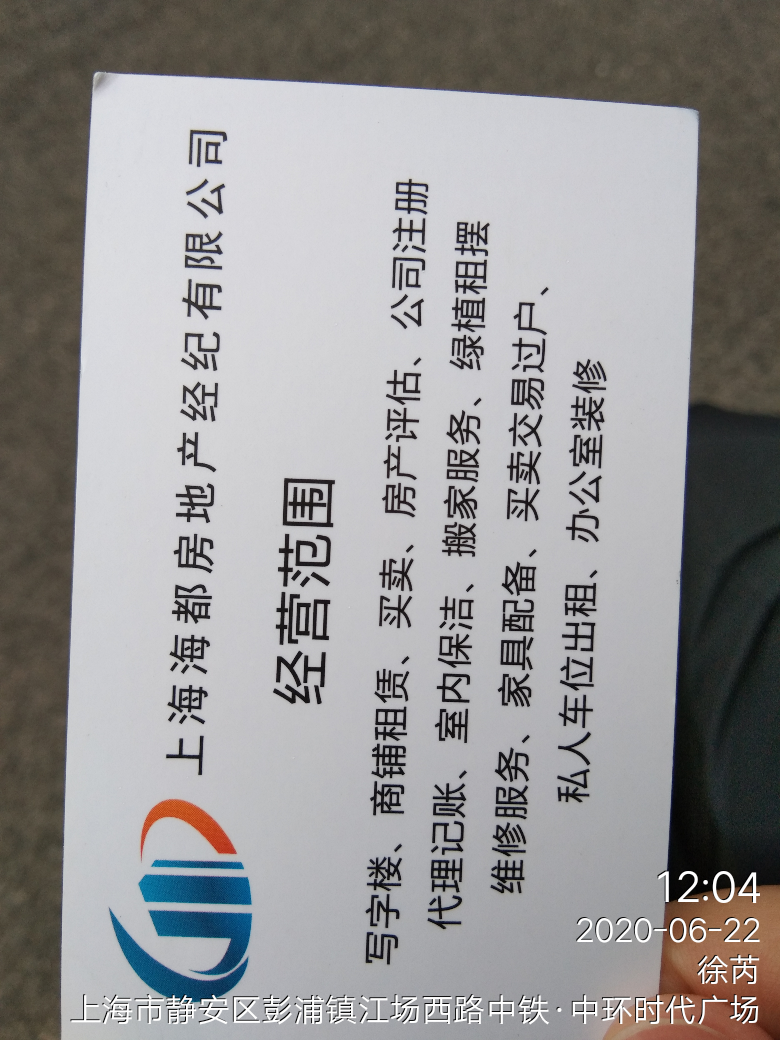 上海海都房地产经纪有限公司
经营范围
写字楼、商铺租赁、买卖、房产评估、公司注册
代理记账、室内保洁、搬家服务、绿植租摆
维修服务、家具配备、买卖交易过户、
私人车位出租、办公室装修
12:04
2020-06-22
徐芮
上海市静安区彭浦镇江场西路中铁·中环时代广场